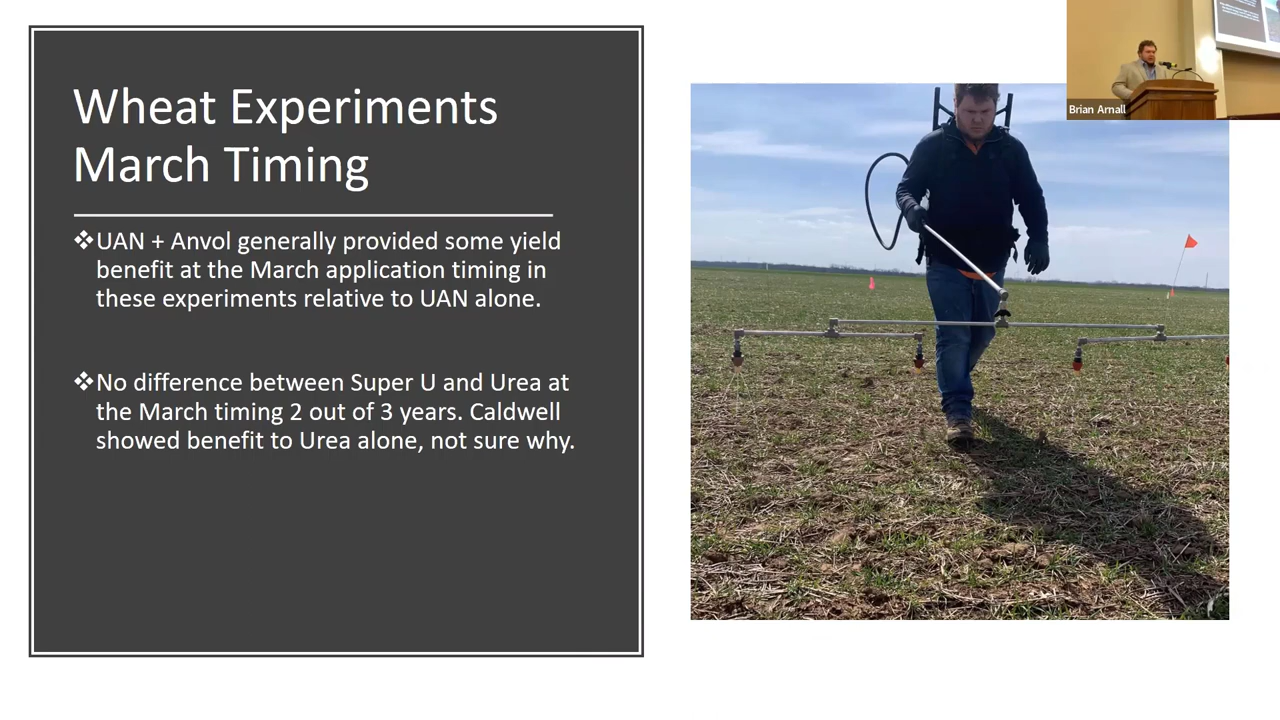 Wheat Experiments
March Timing
❖UAN + Anvol generally provided some yield
benefit at the March application timing in
these experiments relative to UAN alone.
❖No difference between Super U and Urea at
the March timing 2 out of 3 years. Caldwell
showed benefit to Urea alone, not sure why.
Brian Arnall